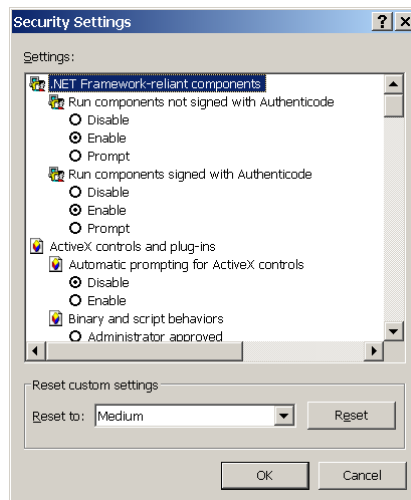 Security Settings
Settings:
.NET Framework-reliant components
Run components not signed with Authenticode
Disable
Enable
Prompt
Run components signed with Authenticode
Disable
Enable
Prompt
ActiveX controls and plug-ins
Automatic prompting for ActiveX controls
Disable
Enable
Binary and script behaviors
Administrator approved
Reset custom settings
Reset to: Medium Reset
OK Cancel